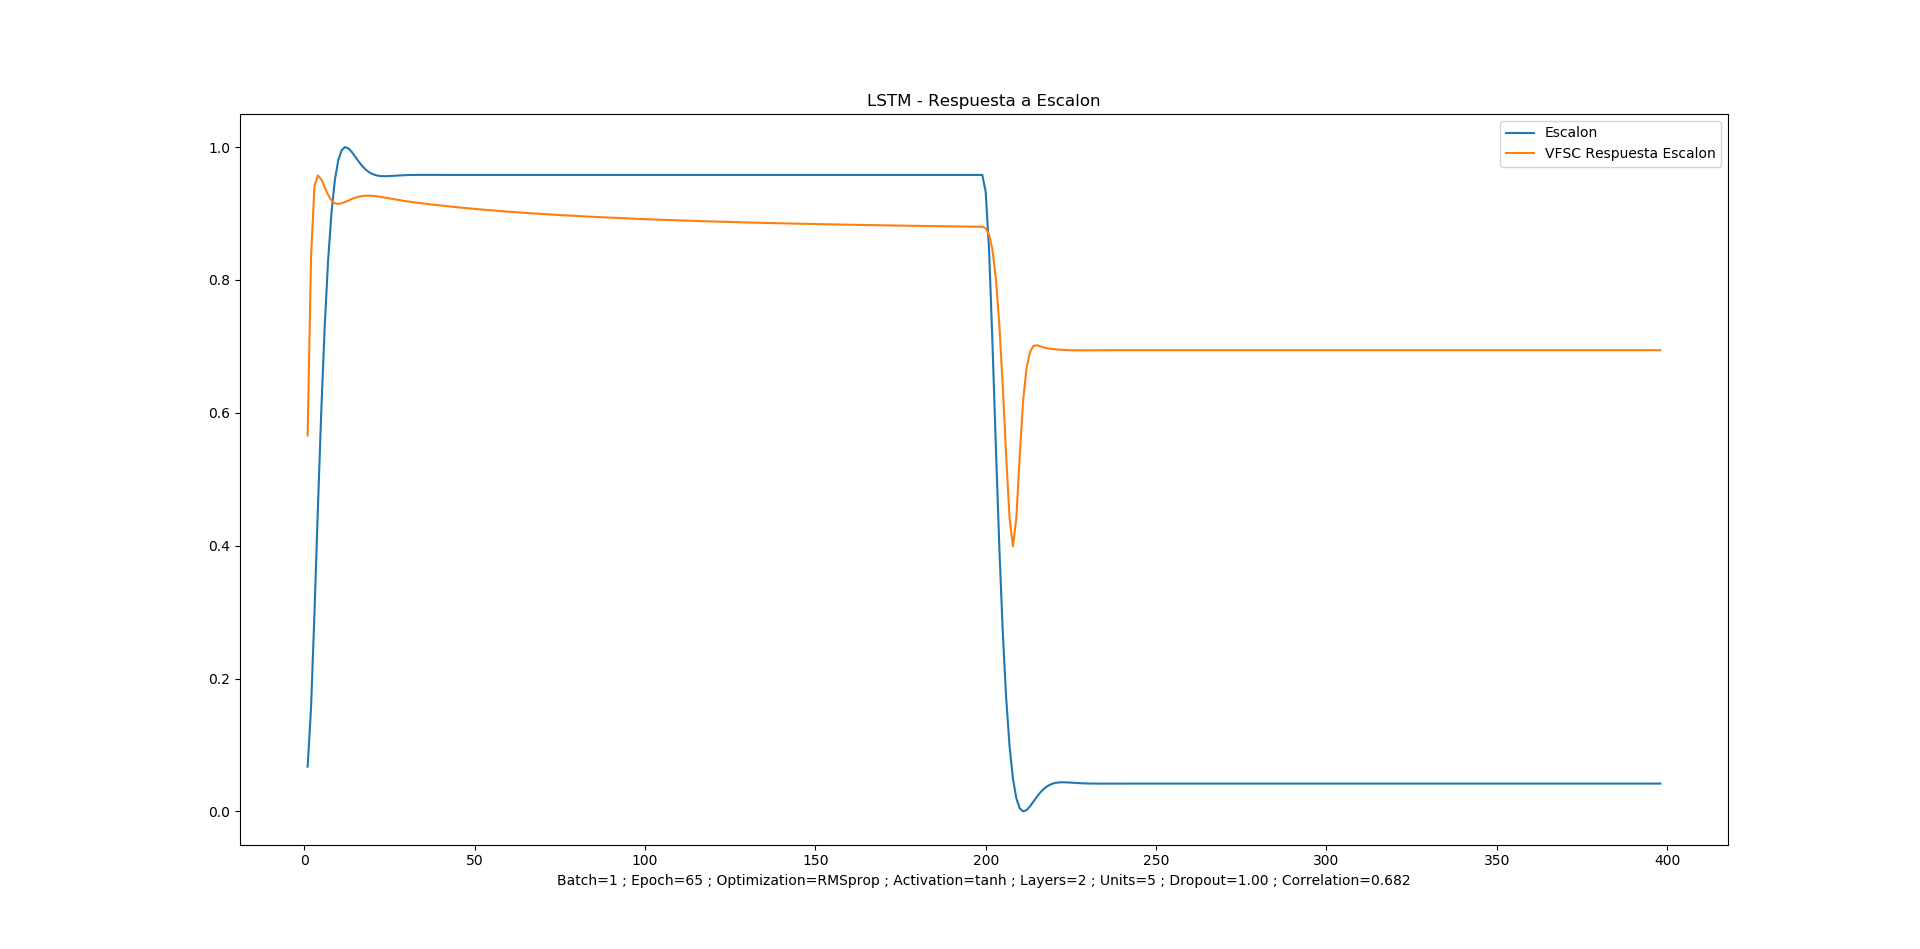 LSTM - Respuesta a Escalon
Escalon
VFSC Respuesta Escalon
1.0
0.8
0.6
0.4
0.2
0.0
0 50 100 150 200 250 300 350 400
Batch=1 ; Epoch=65 ; Optimization=RMSprop ; Activation=tanh ; Layers=2 ; Units=5 ; Dropout=1.00 ; Correlation=0.682